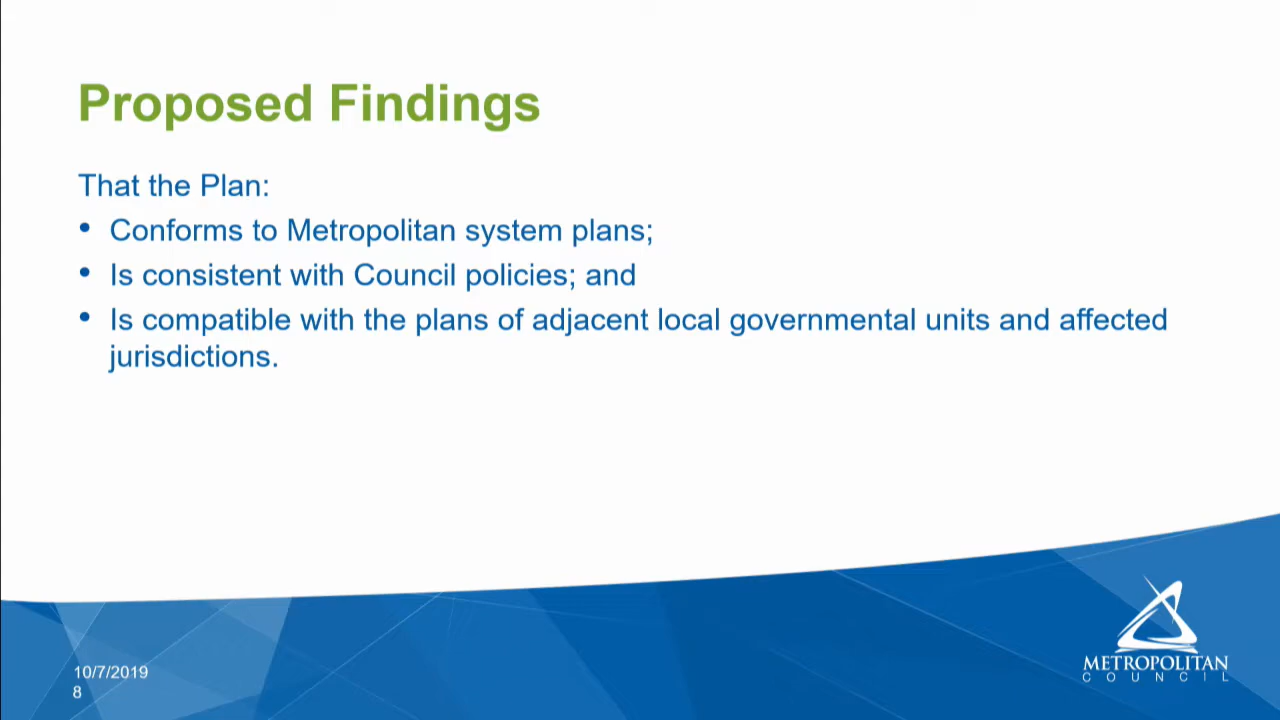 Proposed Findings
That the Plan:
• Conforms to Metropolitan system plans;
• Is consistent with Council policies; and
• Is compatible with the plans of adjacent local governmental units and affected
jurisdictions.
10/7/2019
8
METROPOLITAN
COUNCIL